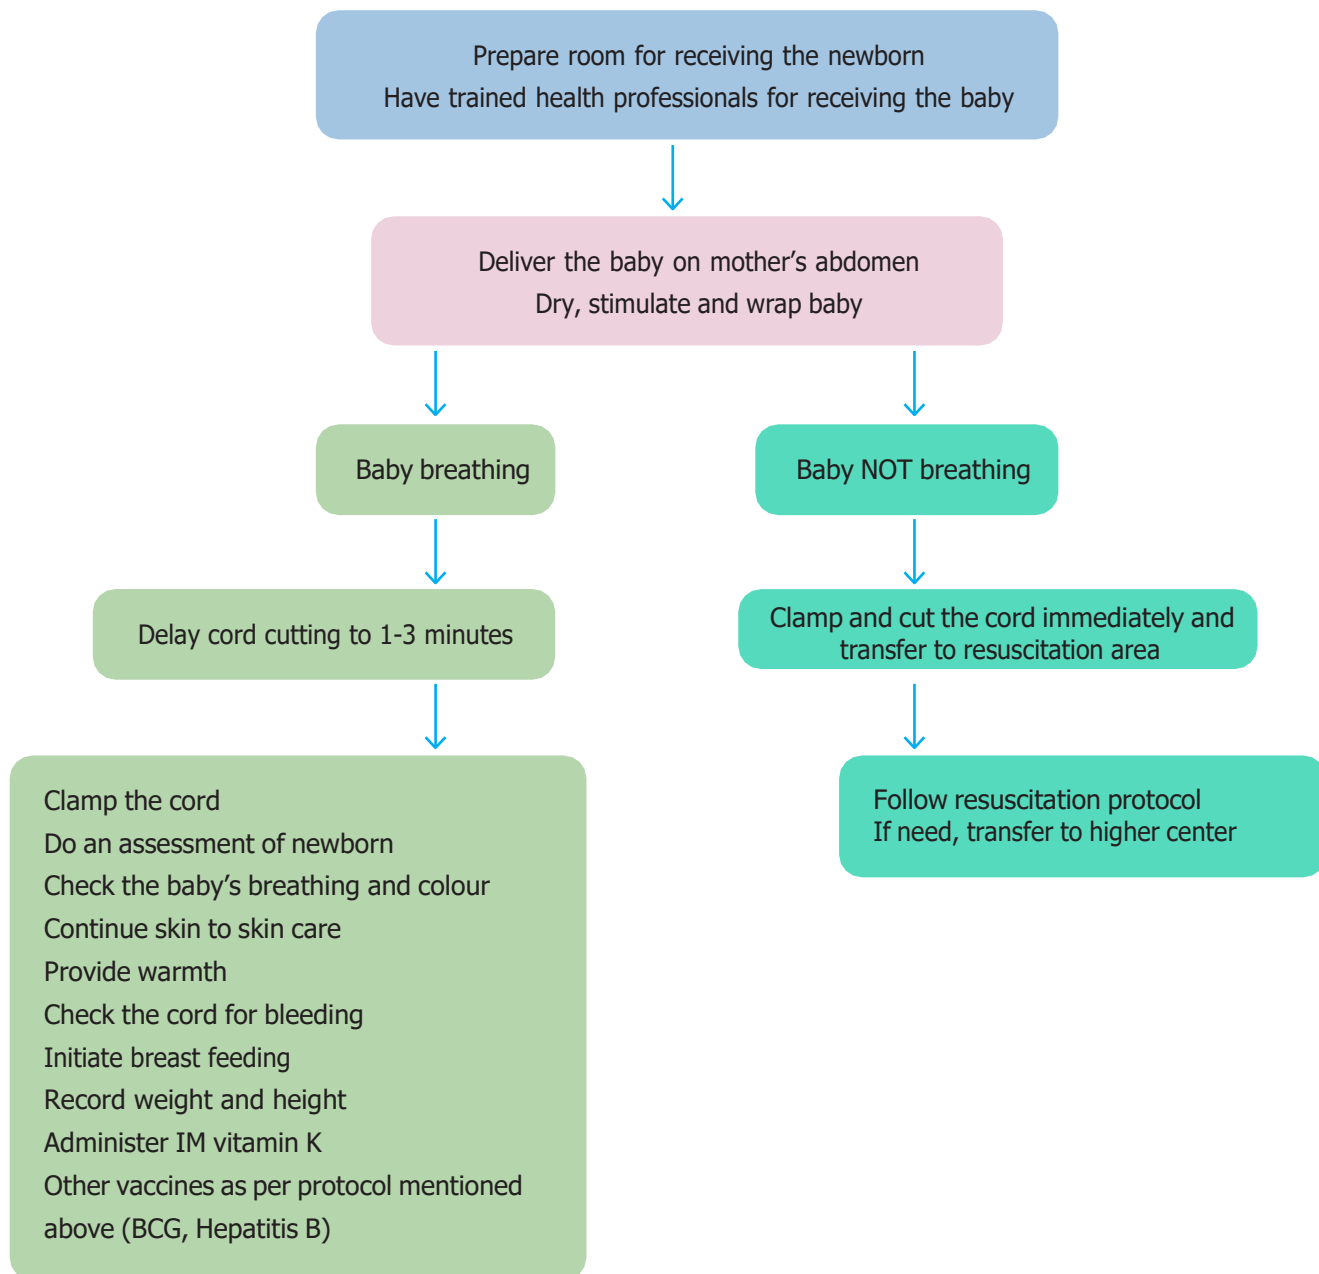 Prepare room for receiving the newborn
Have trained health professionals for receiving the baby
Deliver the baby on mother’s abdomen
Dry, stimulate and wrap baby
Baby breathing
Baby NOT breathing
Delay cord cutting to 1-3 minutes
Clamp and cut the cord immediately and
transfer to resuscitation area
Clamp the cord
Do an assessment of newborn
Check the baby’s breathing and colour
Continue skin to skin care
Provide warmth
Check the cord for bleeding
Initiate breast feeding
Record weight and height
Administer IM vitamin K
Other vaccines as per protocol mentioned
above (BCG, Hepatitis B)
Follow resuscitation protocol
If need, transfer to higher center